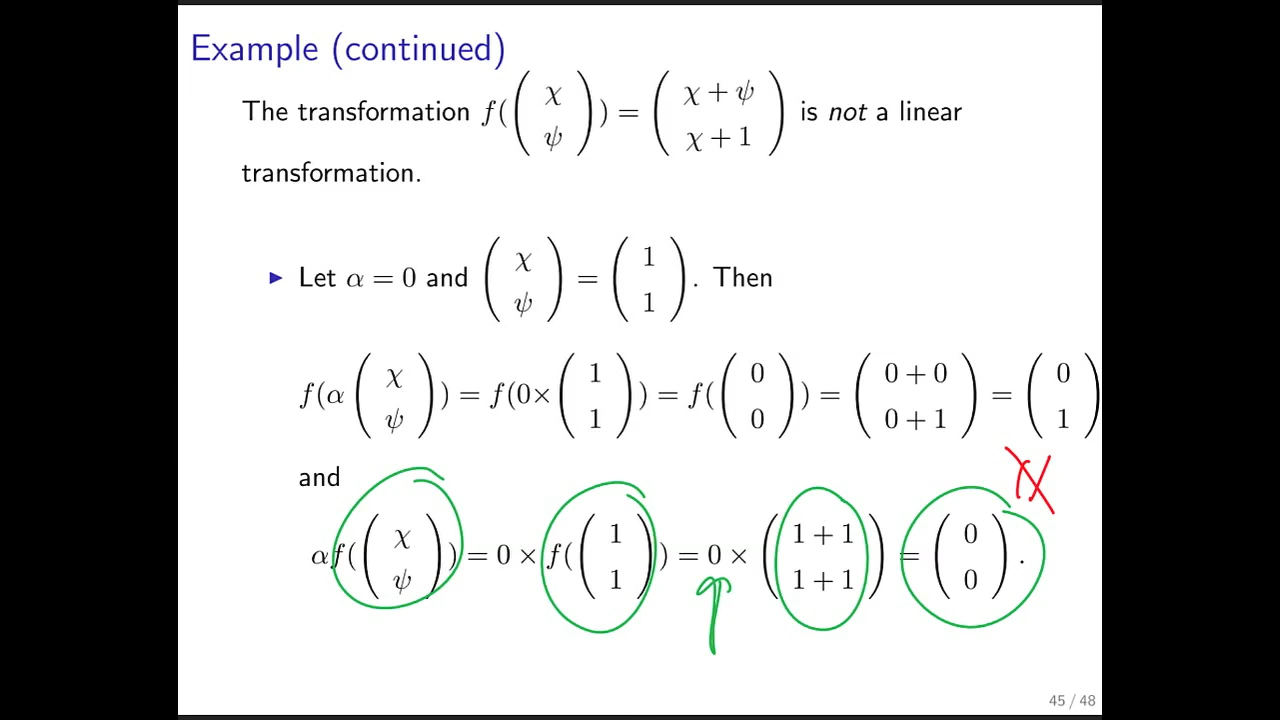 Example (continued)
The transformation f( ( χ ψ ) ) = ( χ + ψ χ + 1 ) is not a linear
transformation.
▶ Let α = 0 and ( χ ψ ) = ( 1 1 ) . Then
f(α ( χ ψ ) ) = f(0× ( 1 1 ) ) = f( ( 0 0 ) ) = ( 0 + 0 0 + 1 ) = ( 0 1 )
and
αf( ( χ ψ ) ) = 0 × f( ( 1 1 ) ) = 0 × ( 1 + 1 1 + 1 ) = ( 0 0 ) .
45 / 48